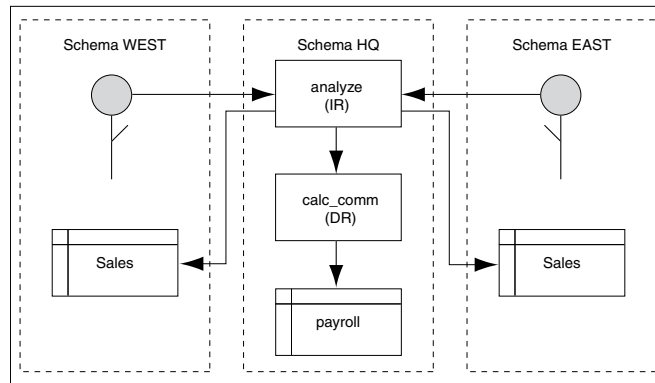 Schema WEST
Schema HQ
Schema EAST
analyze
(IR)
calc_comm
(DR)
Sales
Sales
payroll